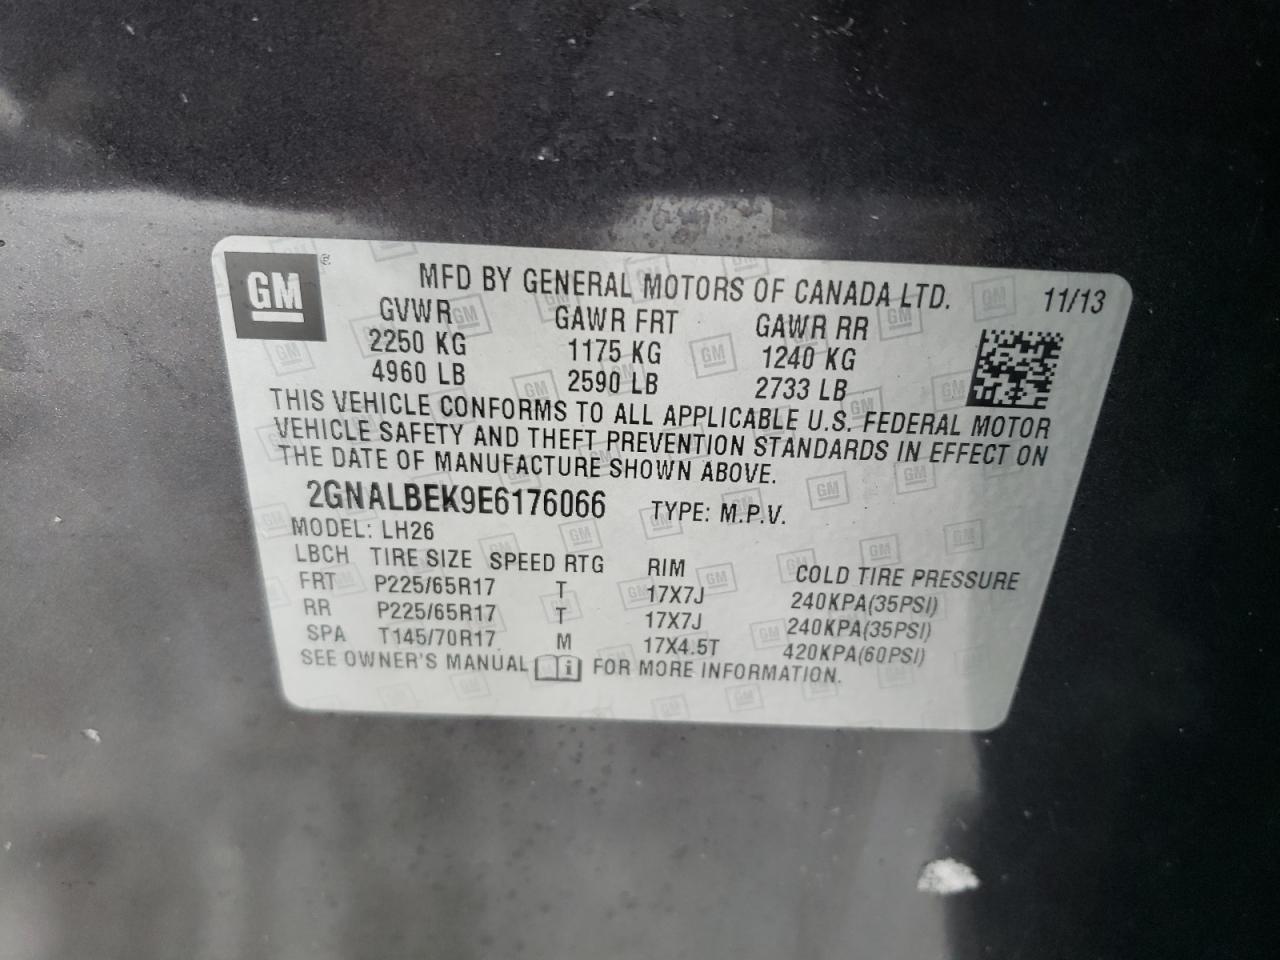 GM ®
MFD BY GENERAL MOTORS OF CANADA LTD. 11/13
GVWR GAWR FRT GAWR RR
2250 KG 1175 KG 1240 KG
4960 LB 2590 LB 2733 LB
THIS VEHICLE CONFORMS TO ALL APPLICABLE U.S. FEDERAL MOTOR
VEHICLE SAFETY AND THEFT PREVENTION STANDARDS IN EFFECT ON
THE DATE OF MANUFACTURE SHOWN ABOVE.
2GNALBEK9E6176066 TYPE: M.P.V.
MODEL: LH26
LBCH TIRE SIZE SPEED RTG RIM COLD TIRE PRESSURE
FRT P225/65R17 T 17X7J 240KPA(35PSI)
RR P225/65R17 T 17X7J 240KPA(35PSI)
SPA T145/70R17 M 17X4.5T 420KPA(60PSI)
SEE OWNER'S MANUAL FOR MORE INFORMATION.